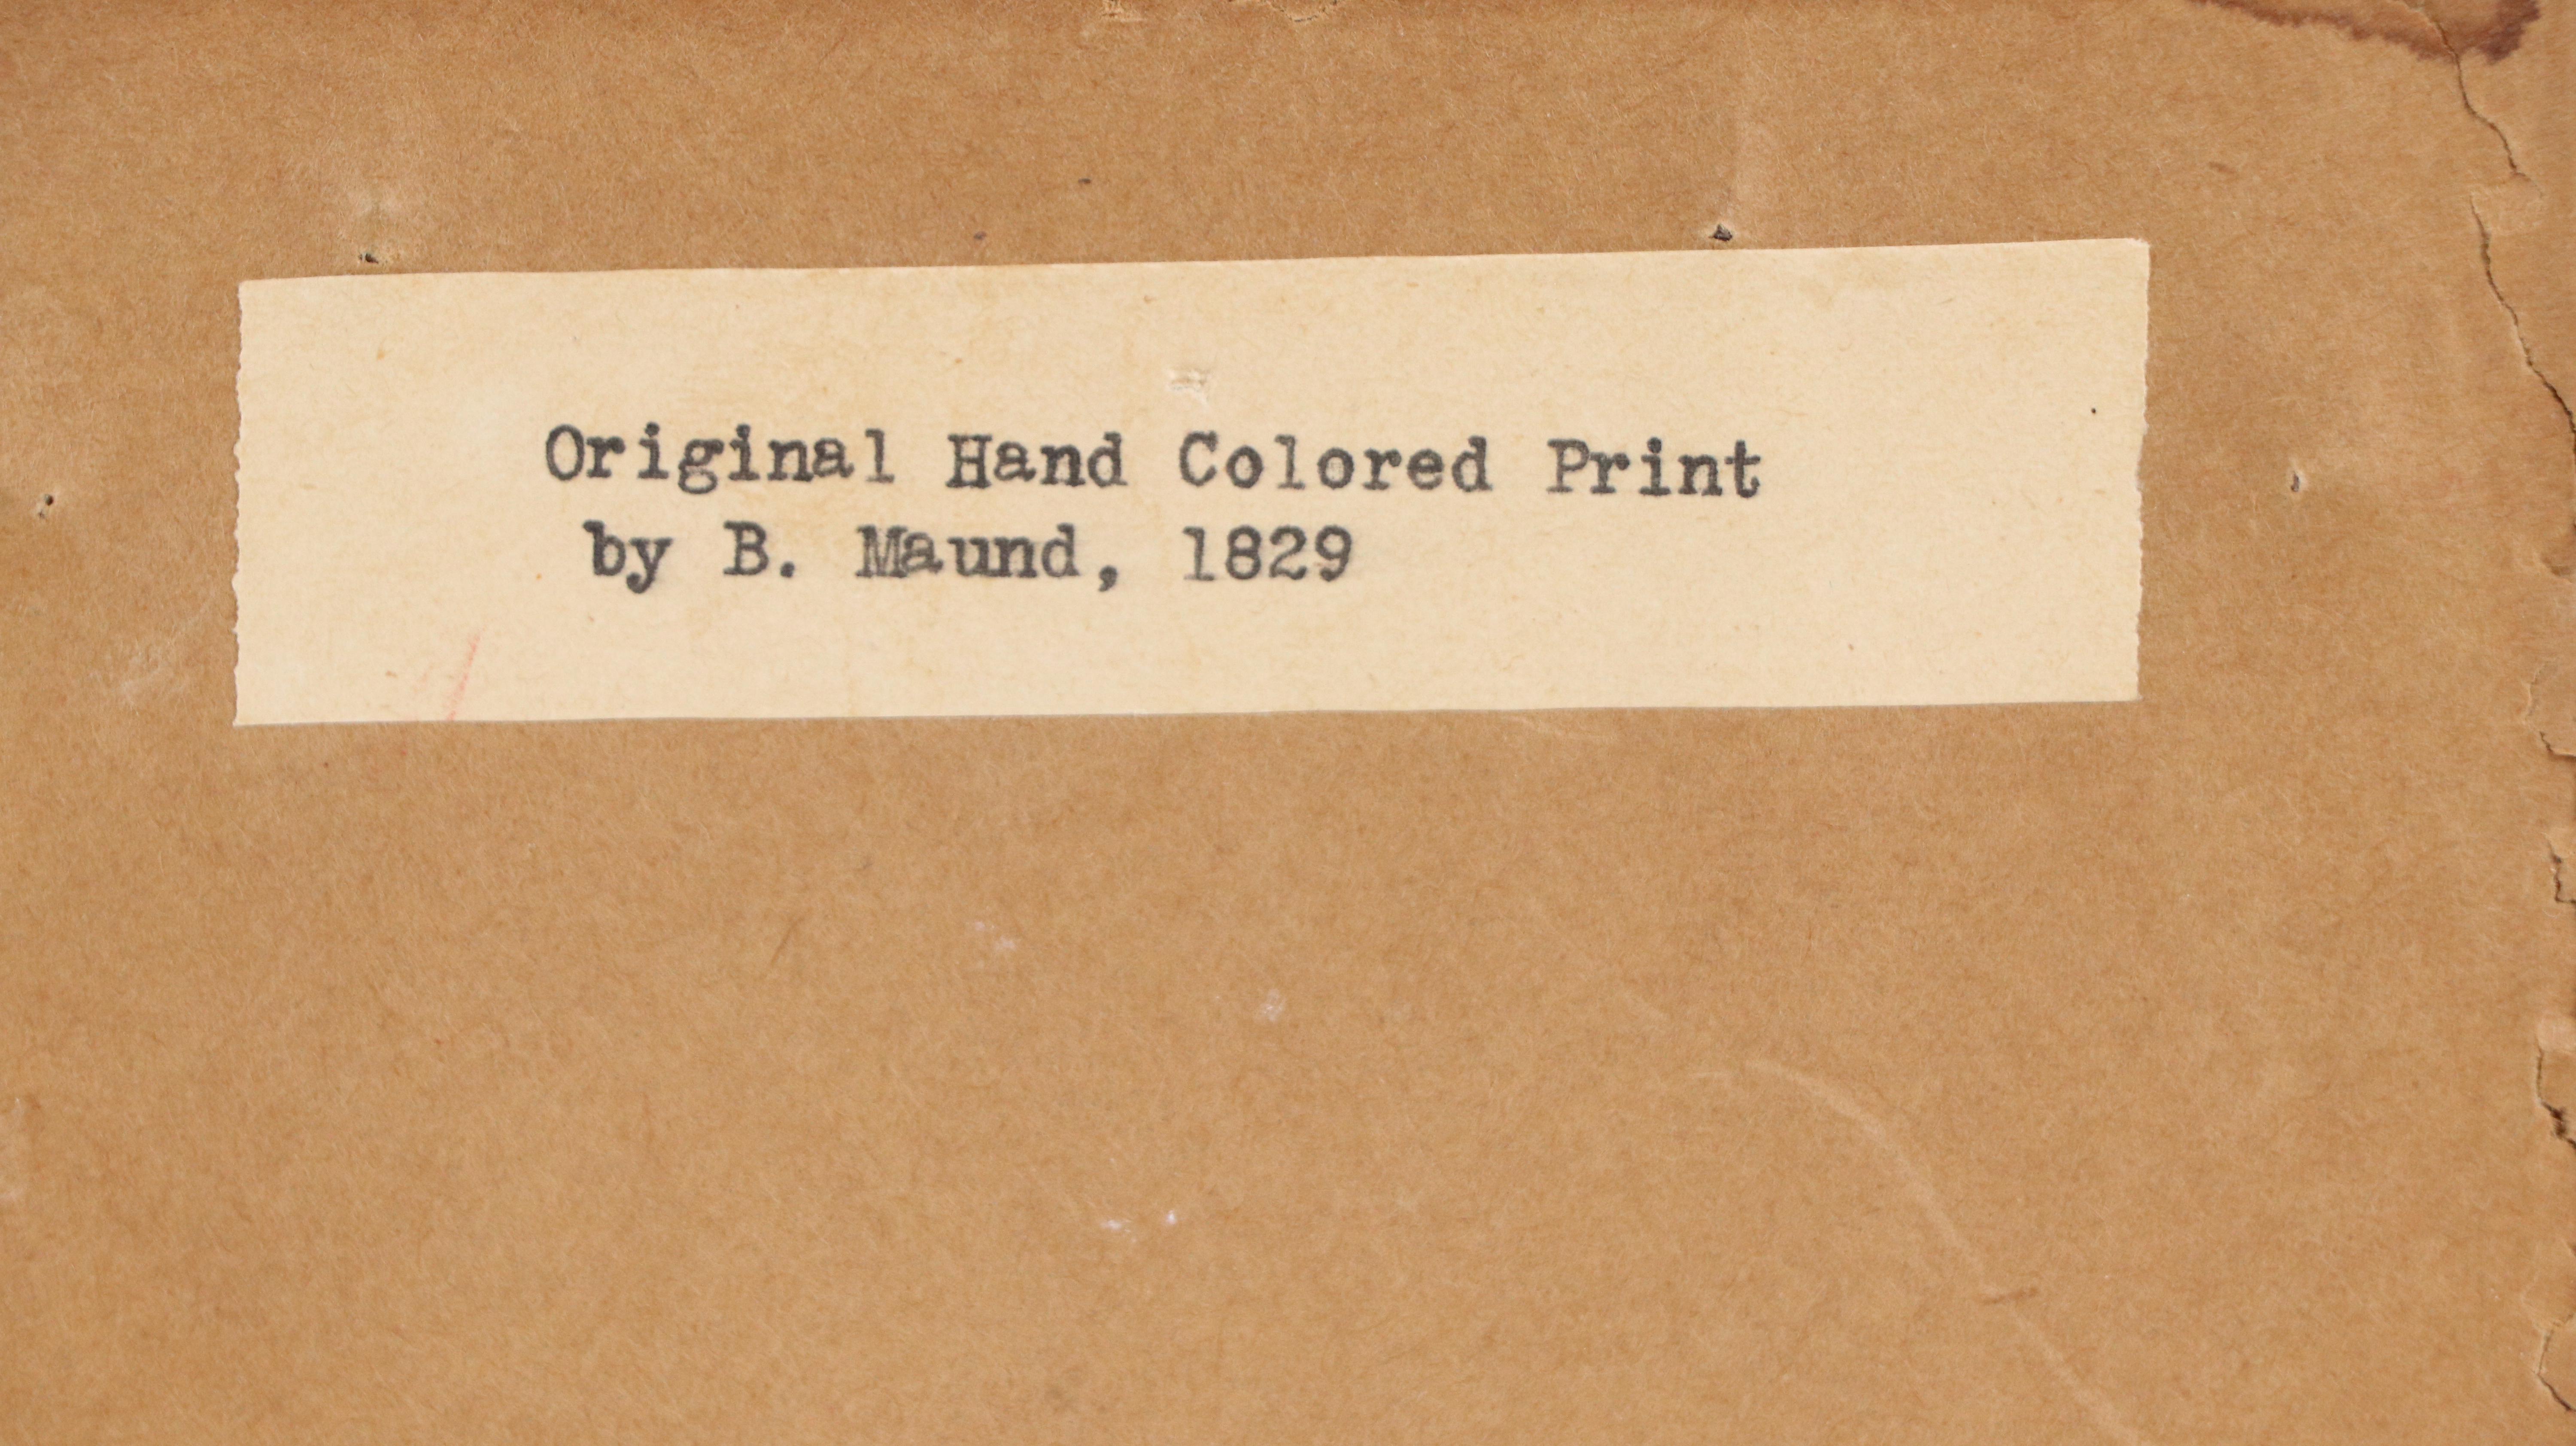 Original Hand Colored Print
by B. Maund, 1829